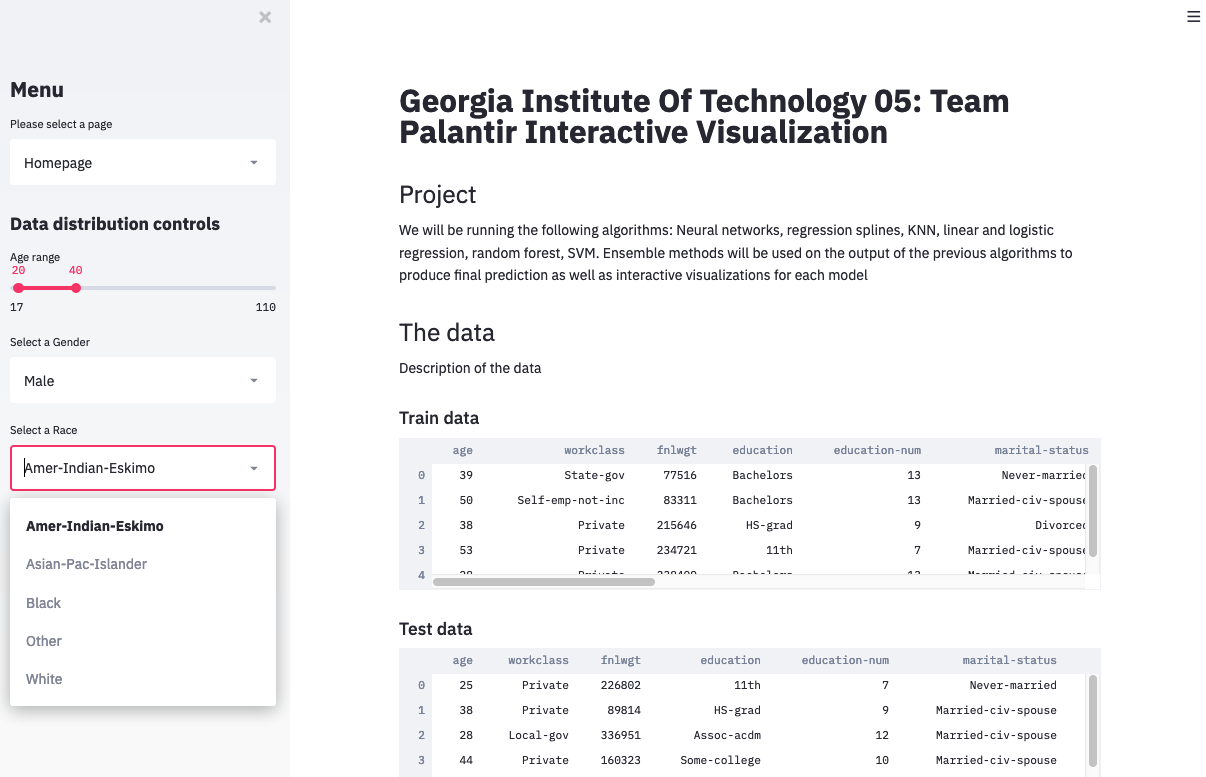 Menu
Please select a page
Homepage
Data distribution controls
Age range
20 40
17 110
Select a Gender
Male
Select a Race
Amer-Indian-Eskimo
Amer-Indian-Eskimo
Asian-Pac-Islander
Black
Other
White
Georgia Institute Of Technology 05: Team
Palantir Interactive Visualization
Project
We will be running the following algorithms: Neural networks, regression splines, KNN, linear and logistic
regression, random forest, SVM. Ensemble methods will be used on the output of the previous algorithms to
produce final prediction as well as interactive visualizations for each model
The data
Description of the data
Train data
age workclass fnlwgt education education-num marital-status
0 39 State-gov 77516 Bachelors 13 Never-married
1 50 Self-emp-not-inc 83311 Bachelors 13 Married-civ-spouse
2 38 Private 215646 HS-grad 9 Divorced
3 53 Private 234721 11th 7 Married-civ-spouse
4
Test data
age workclass fnlwgt education education-num marital-status
0 25 Private 226802 11th 7 Never-married
1 38 Private 89814 HS-grad 9 Married-civ-spouse
2 28 Local-gov 336951 Assoc-acdm 12 Married-civ-spouse
3 44 Private 160323 Some-college 10 Married-civ-spouse